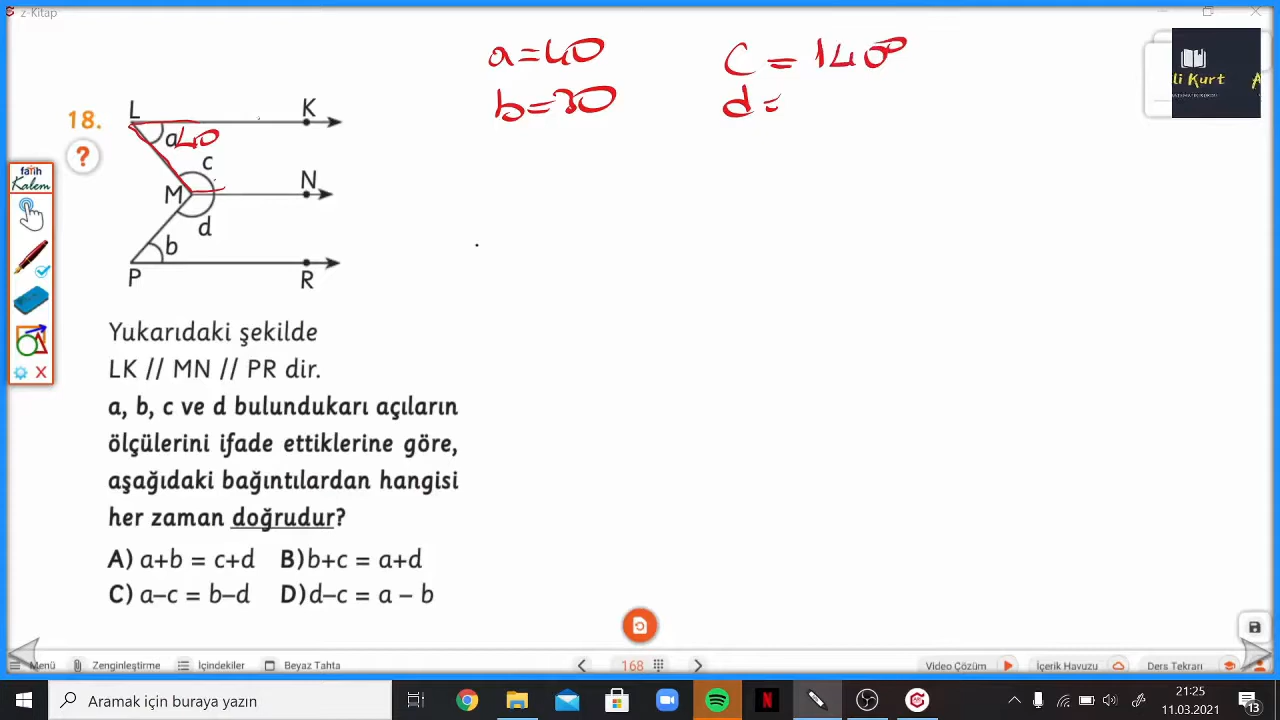 z-Kitap
a=40
c = 140°
b=30
d =
li Kurt
A
18.
?
L
K
a 40
c
M
N
d
b
P
R
fatih
Kalem
Yukarıdaki şekilde
LK // MN // PR dir.
a, b, c ve d bulundukarı açıların
ölçülerini ifade ettiklerine göre,
aşağıdaki bağıntılardan hangisi
her zaman doğrudur?
A) a+b = c+d B) b+c = a+d
C) a–c = b–d D) d–c = a – b
Menü Zenginleştirme İçindekiler Beyaz Tahta 168 Video Çözüm İçerik Havuzu Ders Tekrarı
Aramak için buraya yazın
21:25
11.03.2021
13